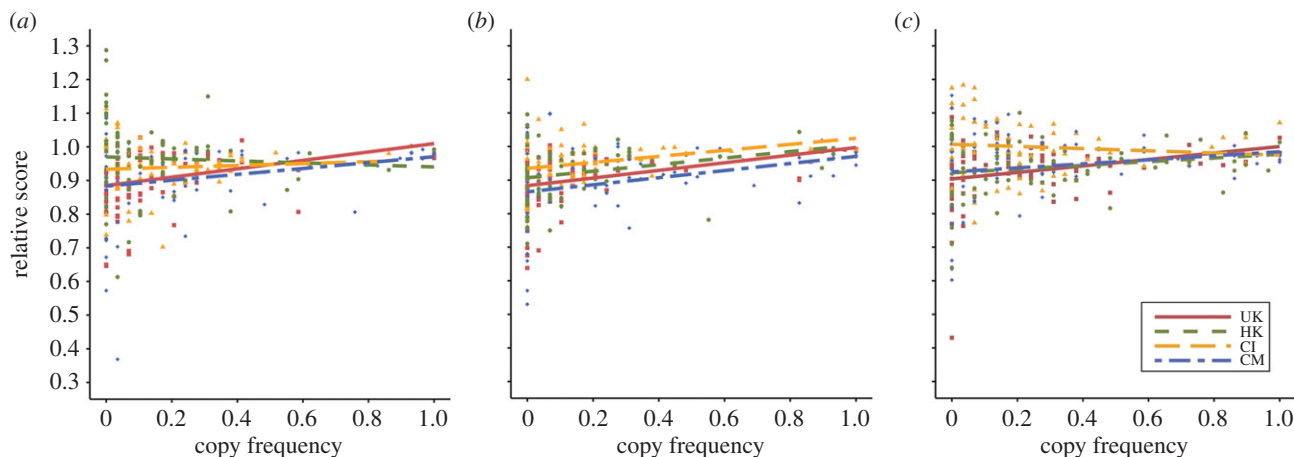 (a) (b) (c)
relative score
1.3
1.2
1.1
1.0
0.9
0.8
0.7
0.6
0.5
0.4
0.3
0 0.2 0.4 0.6 0.8 1.0 0 0.2 0.4 0.6 0.8 1.0 0 0.2 0.4 0.6 0.8 1.0
copy frequency copy frequency copy frequency
UK
HK
CI
CM